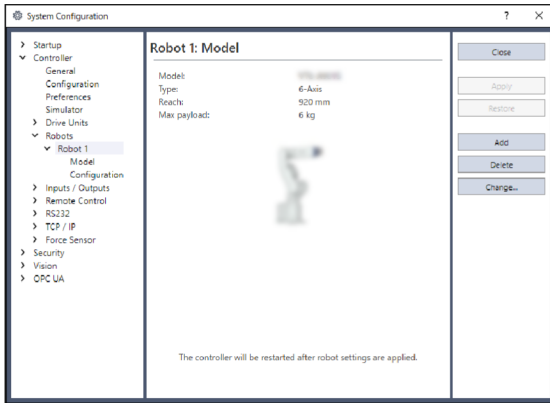 System Configuration
?
Startup
Controller
General
Configuration
Preferences
Simulator
Drive Units
Robots
Robot 1
Model
Configuration
Inputs / Outputs
Remote Control
RS232
TCP / IP
Force Sensor
Security
Vision
OPC UA
Robot 1: Model
Model:
Type: 6-Axis
Reach: 920 mm
Max payload: 6 kg
The controller will be restarted after robot settings are applied.
Close
Apply
Restore
Add
Delete
Change...